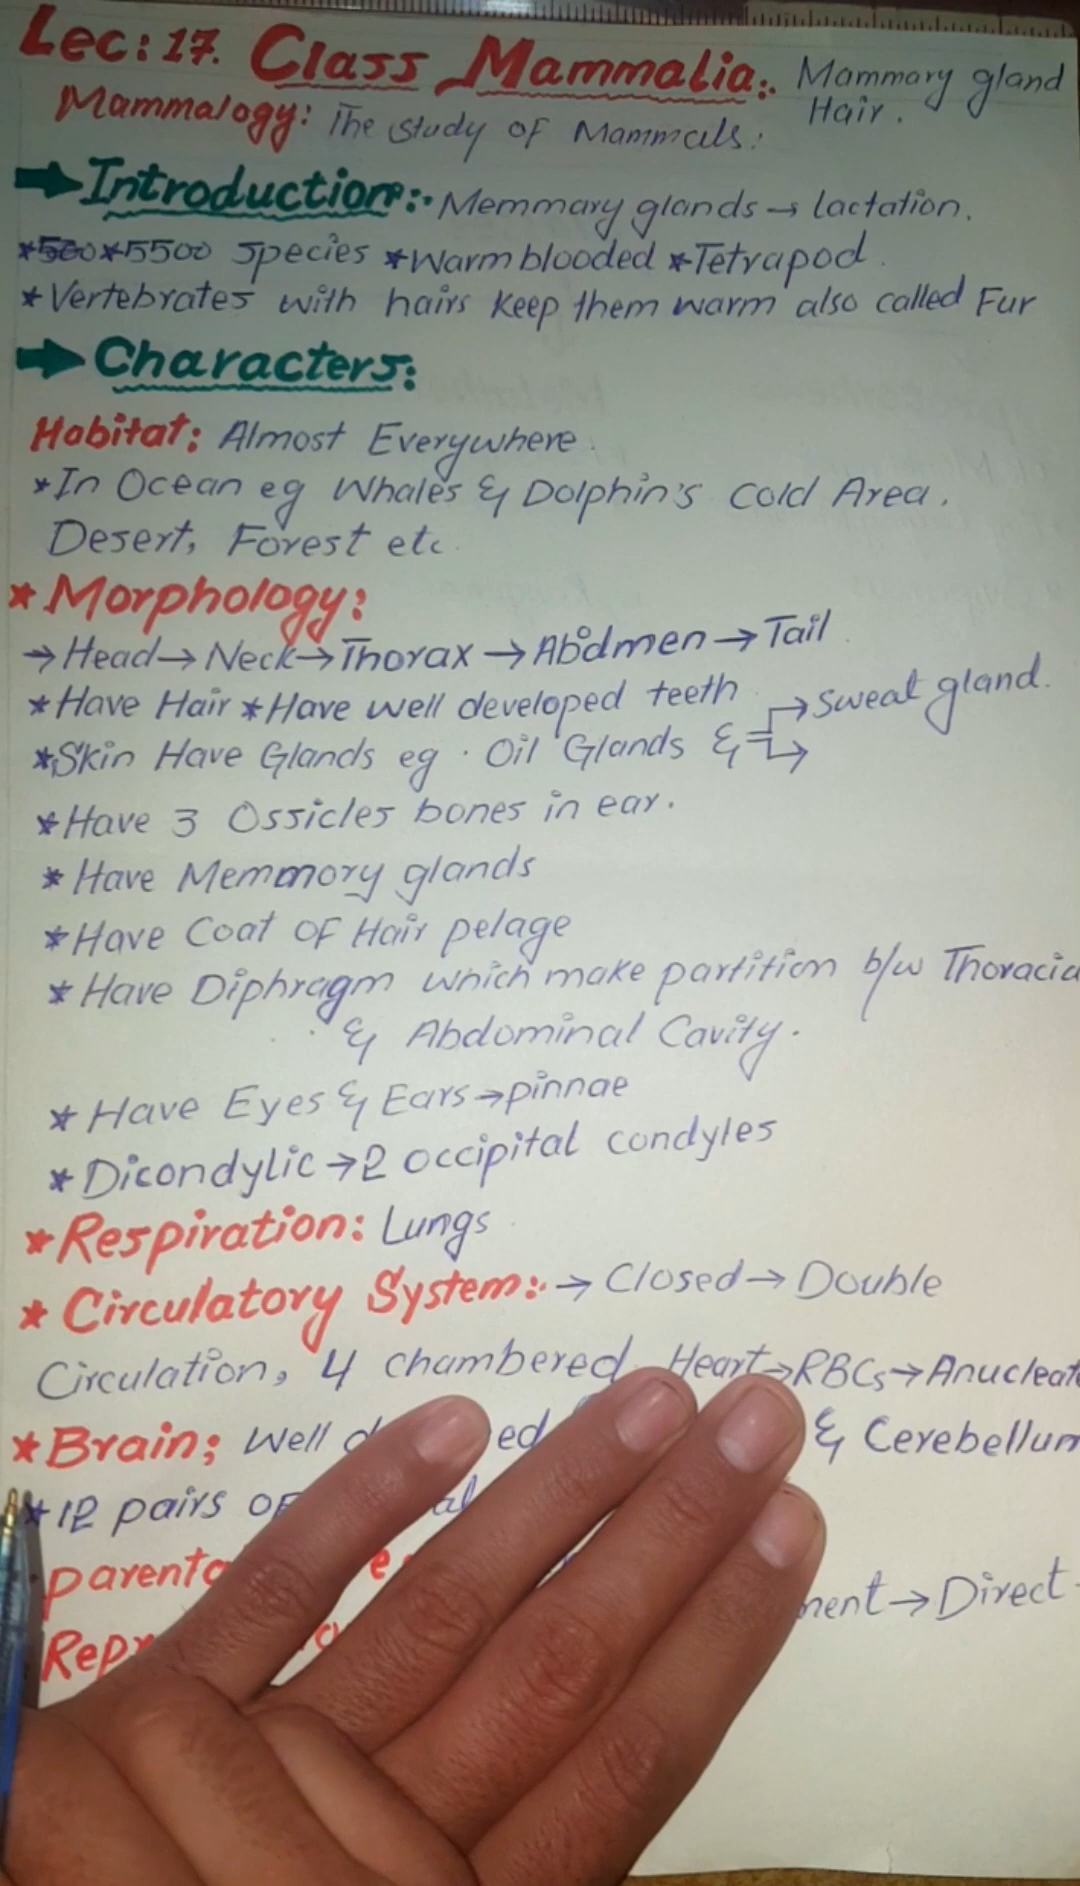 Lec: 17. Class Mammalia:. Mammary gland
Hair.
Mammalogy: The study of Mammals:
Introduction:. Memmary glands → lactation.
*500*5500 Species *Warmblooded *Tetrapod.
*Vertebrates with hairs keep them warm also called Fur
Characters:
Habitat: Almost Everywhere.
*In Ocean eg Whales & Dolphin's Cold Area.
Desert, Forest etc.
* Morphology:
→ Head → Neck → Thorax → Abdmen → Tail
*Have Hair *Have well developed teeth
→ Sweat gland.
*Skin Have Glands eg. Oil Glands & →
*Have 3 Ossicles bones in ear.
* Have Memmory glands
*Have Coat of Hair pelage
* Have Diphragm which make partition b/w Thoracic
& Abdominal Cavity.
* Have Eyes & Ears → pinnae
* Dicondylic → 2 occipital condyles
* Respiration: Lungs
* Circulatory System:. → Closed → Double
Circulation, 4 chambered Heart → RBCs → Anucleat
* Brain; Well & Cerebellum
* 12 pairs of
→ Direct